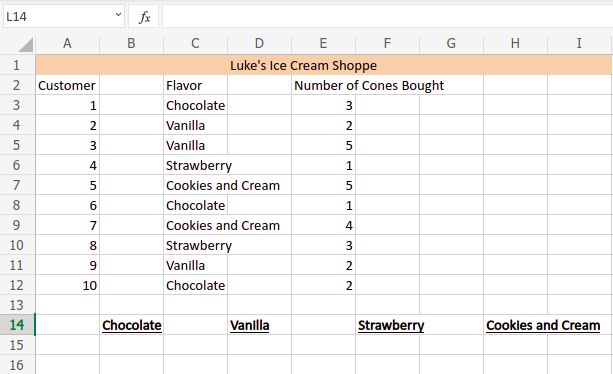 L14 fx
A B C D E F G H I
1 Luke's Ice Cream Shoppe
2 Customer Flavor Number of Cones Bought
3 1 Chocolate 3
4 2 Vanilla 2
5 3 Vanilla 5
6 4 Strawberry 1
7 5 Cookies and Cream 5
8 6 Chocolate 1
9 7 Cookies and Cream 4
10 8 Strawberry 3
11 9 Vanilla 2
12 10 Chocolate 2
13
14 Chocolate Vanilla Strawberry Cookies and Cream
15
16